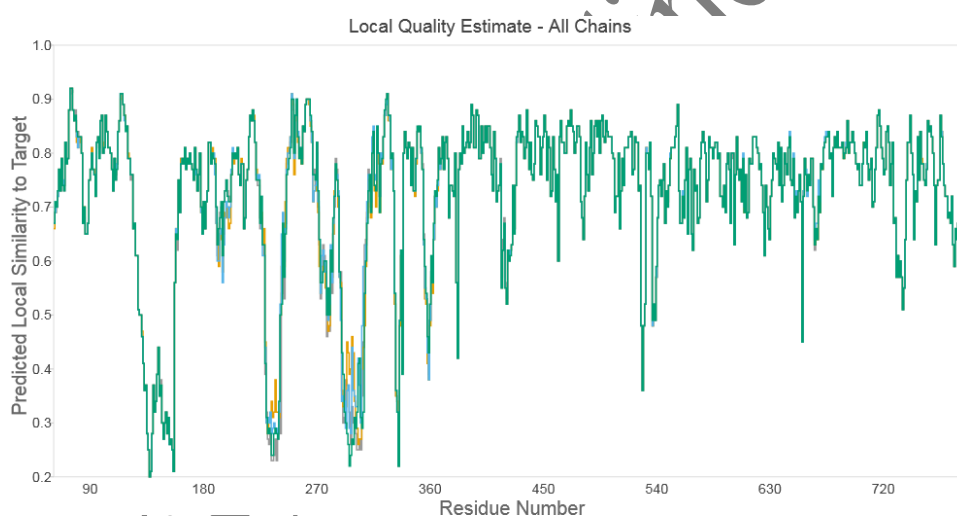 Local Quality Estimate - All Chains
Predicted Local Similarity to Target
1.0
0.9
0.8
0.7
0.6
0.5
0.4
0.3
0.2
90 180 270 360 450 540 630 720
Residue Number